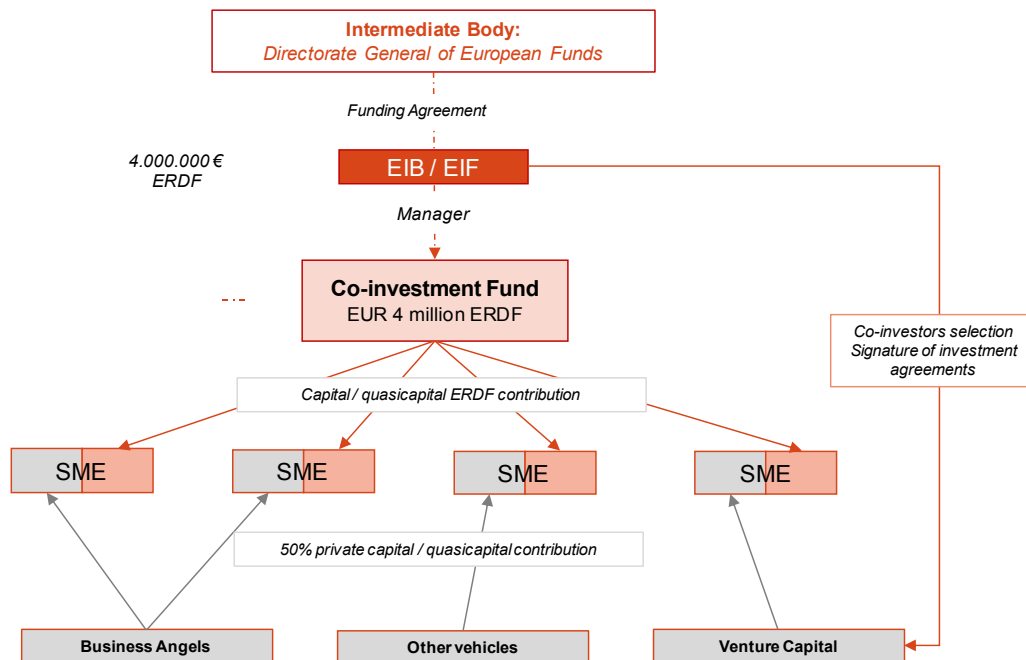 Intermediate Body:
Directorate General of European Funds
Funding Agreement
4.000.000 €
ERDF
EIB / EIF
Manager
Co-investment Fund
EUR 4 million ERDF
Co-investors selection
Signature of investment
agreements
Capital / quasicapital ERDF contribution
SME
SME
SME
SME
50% private capital / quasicapital contribution
Business Angels
Other vehicles
Venture Capital